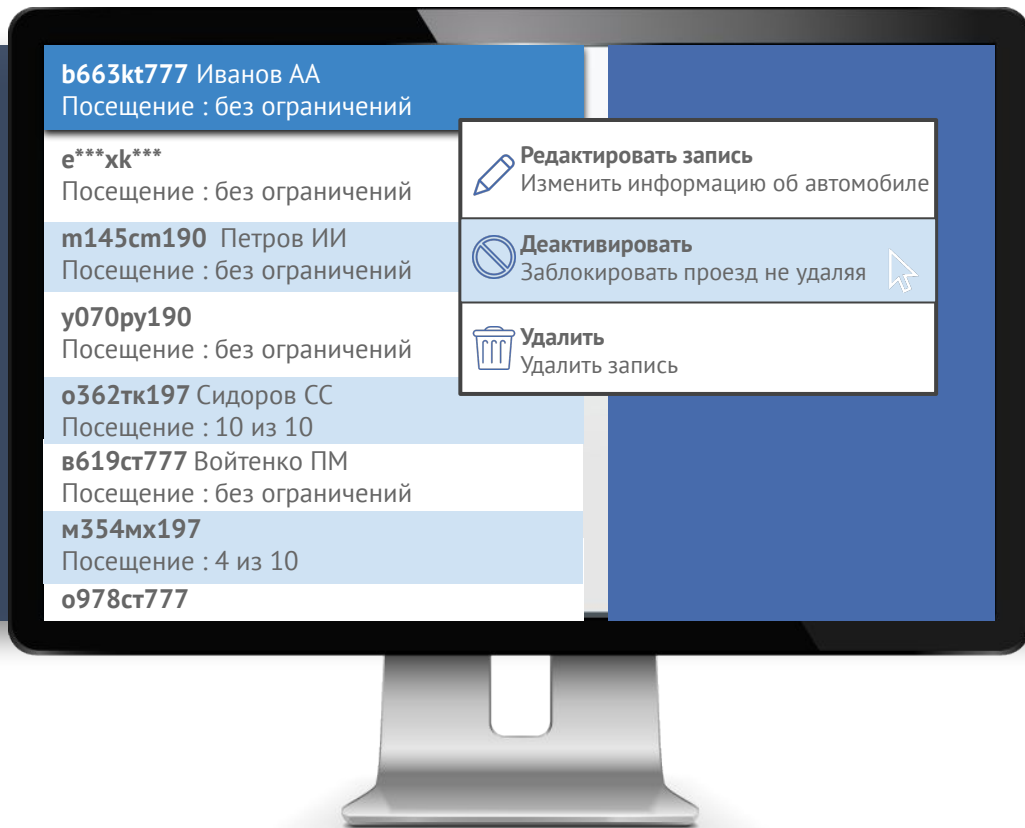 b663kt777 Иванов АА
Посещение : без ограничений
e***xk***
Посещение : без ограничений
m145cm190 Петров ИИ
Посещение : без ограничений
y070py190
Посещение : без ограничений
о362тк197 Сидоров СС
Посещение : 10 из 10
в619ст777 Войтенко ПМ
Посещение : без ограничений
м354мх197
Посещение : 4 из 10
о978ст777
Редактировать запись
Изменить информацию об автомобиле
Деактивировать
Заблокировать проезд не удаляя
Удалить
Удалить запись